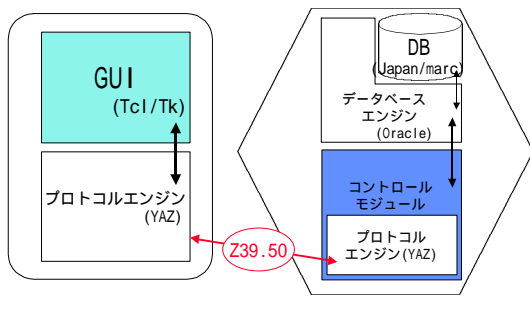 GUI
(Tcl/Tk)
プロトコルエンジン
(YAZ)
Z39.50
DB
(Japan/marc)
データベース
エンジン
(Oracle)
コントロール
モジュール
プロトコル
エンジン(YAZ)